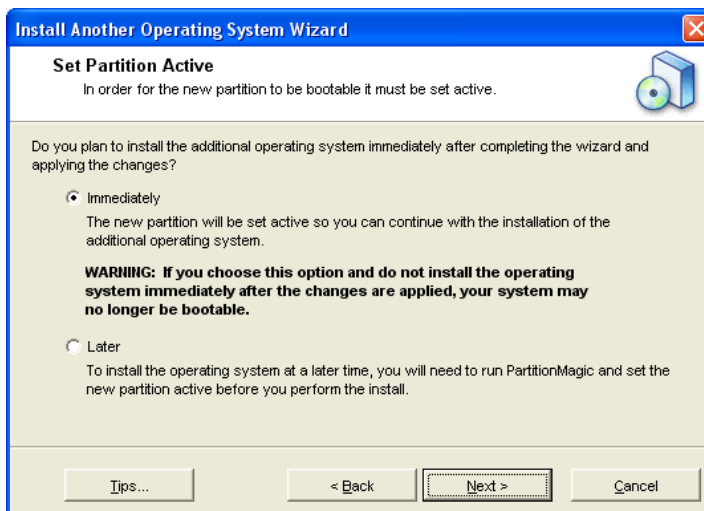 Install Another Operating System Wizard
Set Partition Active
In order for the new partition to be bootable it must be set active.
Do you plan to install the additional operating system immediately after completing the wizard and
applying the changes?
Immediately
The new partition will be set active so you can continue with the installation of the
additional operating system.
WARNING: If you choose this option and do not install the operating
system immediately after the changes are applied, your system may
no longer be bootable.
Later
To install the operating system at a later time, you will need to run PartitionMagic and set the
new partition active before you perform the install.
Tips... < Back Next > Cancel